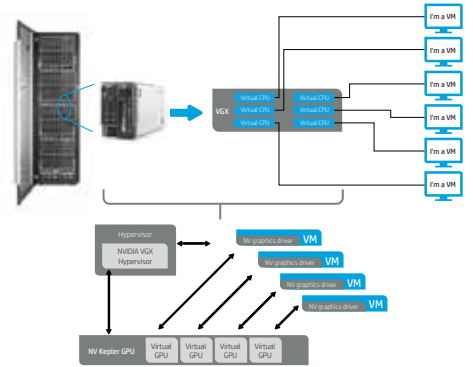 I'm a VM
I'm a VM
I'm a VM
I'm a VM
I'm a VM
I'm a VM
VGX
Virtual CPU Virtual CPU
Virtual CPU Virtual CPU
Virtual CPU Virtual CPU
Hypervisor
NVIDIA VGX
Hypervisor
NV graphics driver VM
NV graphics driver VM
NV graphics driver VM
NV graphics driver VM
NV Kepler GPU
Virtual
GPU
Virtual
GPU
Virtual
GPU
Virtual
GPU